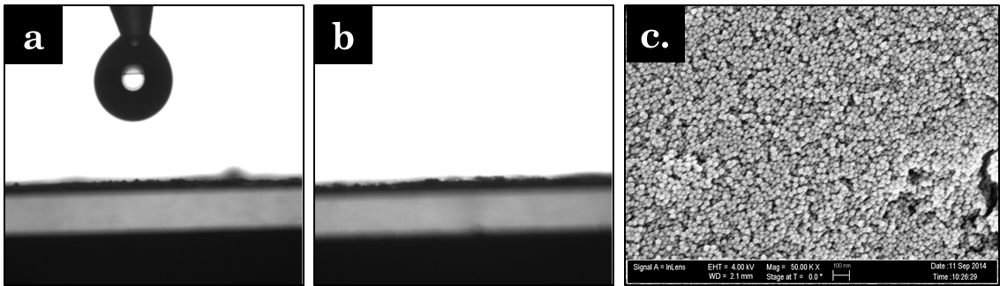 a
b
c.
Signal A = InLens
EHT = 4.00 kV
Mag = 50.00 K X
100 nm
Date :11 Sep 2014
WD = 2.1 mm
Stage at T = 0.0 °
Time :10:26:29